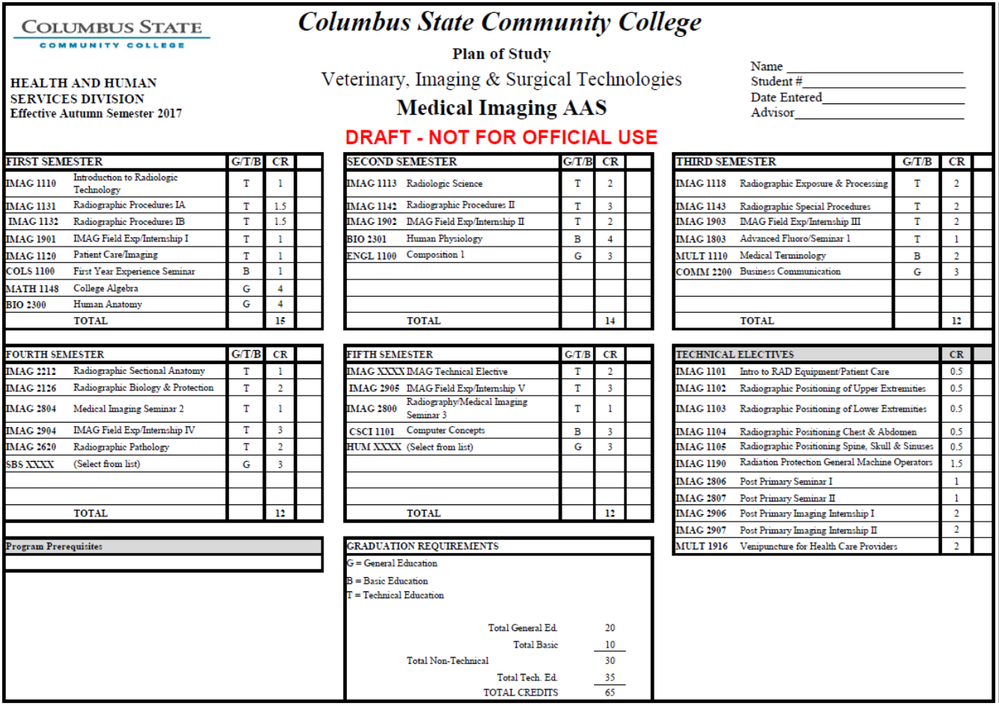 COLUMBUS STATE
COMMUNITY COLLEGE
Columbus State Community College
Plan of Study
Veterinary, Imaging & Surgical Technologies
Medical Imaging AAS
DRAFT - NOT FOR OFFICIAL USE
HEALTH AND HUMAN
SERVICES DIVISION
Effective Autumn Semester 2017
Name
Student #
Date Entered
Advisor
FIRST SEMESTER G/T/B CR
IMAG 1110 Introduction to Radiologic Technology T 1
IMAG 1131 Radiographic Procedures IA T 1.5
IMAG 1132 Radiographic Procedures IB T 1.5
IMAG 1901 IMAG Field Exp/Internship I T 1
IMAG 1120 Patient Care/Imaging T 1
COLS 1100 First Year Experience Seminar B 1
MATH 1148 College Algebra G 4
BIO 2300 Human Anatomy G 4
TOTAL 15
SECOND SEMESTER G/T/B CR
IMAG 1113 Radiologic Science T 2
IMAG 1142 Radiographic Procedures II T 3
IMAG 1902 IMAG Field Exp/Internship II T 2
BIO 2301 Human Physiology B 4
ENGL 1100 Composition 1 G 3
TOTAL 14
THIRD SEMESTER G/T/B CR
IMAG 1118 Radiographic Exposure & Processing T 2
IMAG 1143 Radiographic Special Procedures T 2
IMAG 1903 IMAG Field Exp/Internship III T 2
IMAG 1803 Advanced Fluoro/Seminar 1 T 1
MULT 1110 Medical Terminology B 2
COMM 2200 Business Communication G 3
TOTAL 12
FOURTH SEMESTER G/T/B CR
IMAG 2212 Radiographic Sectional Anatomy T 1
IMAG 2126 Radiographic Biology & Protection T 2
IMAG 2804 Medical Imaging Seminar 2 T 1
IMAG 2904 IMAG Field Exp/Internship IV T 3
IMAG 2620 Radiographic Pathology T 2
SBS XXXX (Select from list) G 3
TOTAL 12
FIFTH SEMESTER G/T/B CR
IMAG XXXX IMAG Technical Elective T 2
IMAG 2905 IMAG Field Exp/Internship V T 3
IMAG 2800 Radiography/Medical Imaging Seminar 3 T 1
CSCI 1101 Computer Concepts B 3
HUM XXXX (Select from list) G 3
TOTAL 12
TECHNICAL ELECTIVES CR
IMAG 1101 Intro to RAD Equipment/Patient Care 0.5
IMAG 1102 Radiographic Positioning of Upper Extremities 0.5
IMAG 1103 Radiographic Positioning of Lower Extremities 0.5
IMAG 1104 Radiographic Positioning Chest & Abdomen 0.5
IMAG 1105 Radiographic Positioning Spine, Skull & Sinuses 0.5
IMAG 1190 Radiation Protection General Machine Operators 1.5
IMAG 2806 Post Primary Seminar I 1
IMAG 2807 Post Primary Seminar II 1
IMAG 2906 Post Primary Imaging Internship I 2
IMAG 2907 Post Primary Imaging Internship II 2
MULT 1916 Venipuncture for Health Care Providers 2
Program Prerequisites
GRADUATION REQUIREMENTS
G = General Education
B = Basic Education
T = Technical Education
Total General Ed. 20
Total Basic 10
Total Non-Technical 30
Total Tech. Ed. 35
TOTAL CREDITS 65